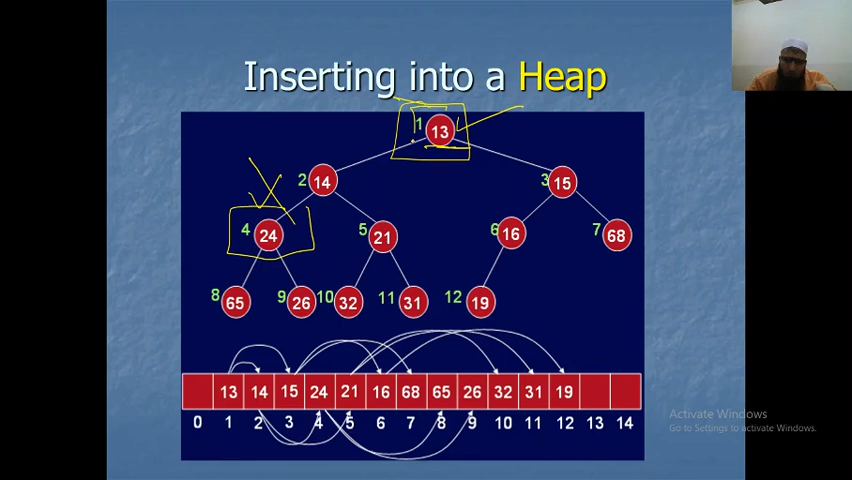 Inserting into a Heap
1 13
2 14
3 15
4 24
5 21
6 16
7 68
8 65
9 26
10 32
11 31
12 19
13 14 15 24 21 16 68 65 26 32 31 19
0 1 2 3 4 5 6 7 8 9 10 11 12 13 14
Activate Windows
Go to Settings to activate Windows.